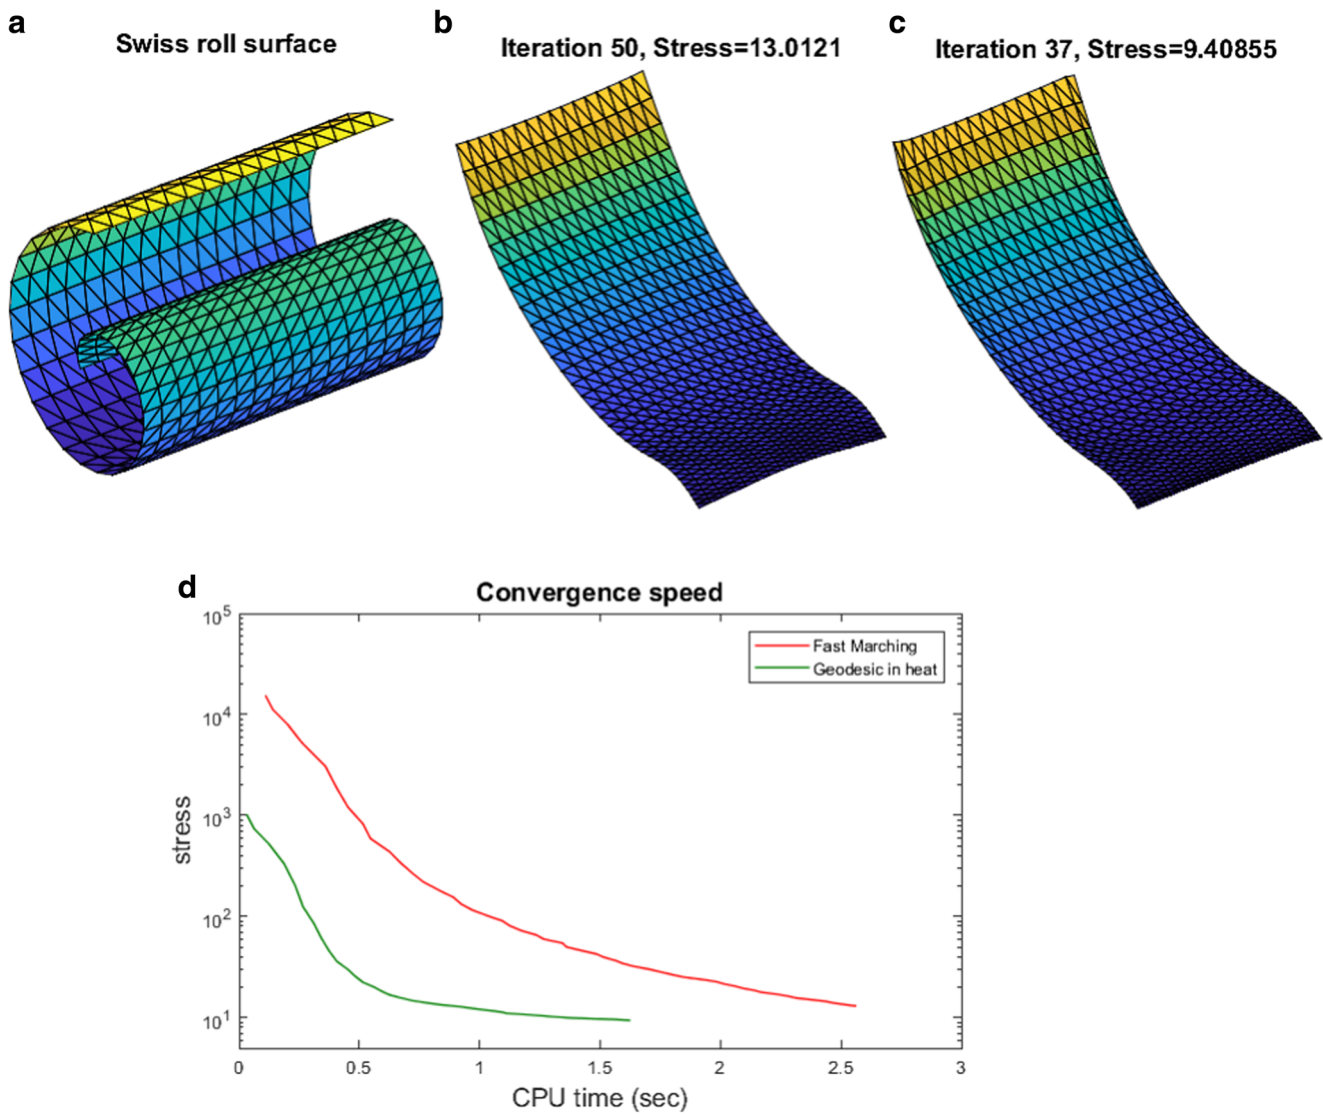 a
Swiss roll surface
b
Iteration 50, Stress=13.0121
c
Iteration 37, Stress=9.40855
d
Convergence speed
10^5
10^4
10^3
10^2
10^1
stress
Fast Marching
Geodesic in heat
0 0.5 1 1.5 2 2.5 3
CPU time (sec)